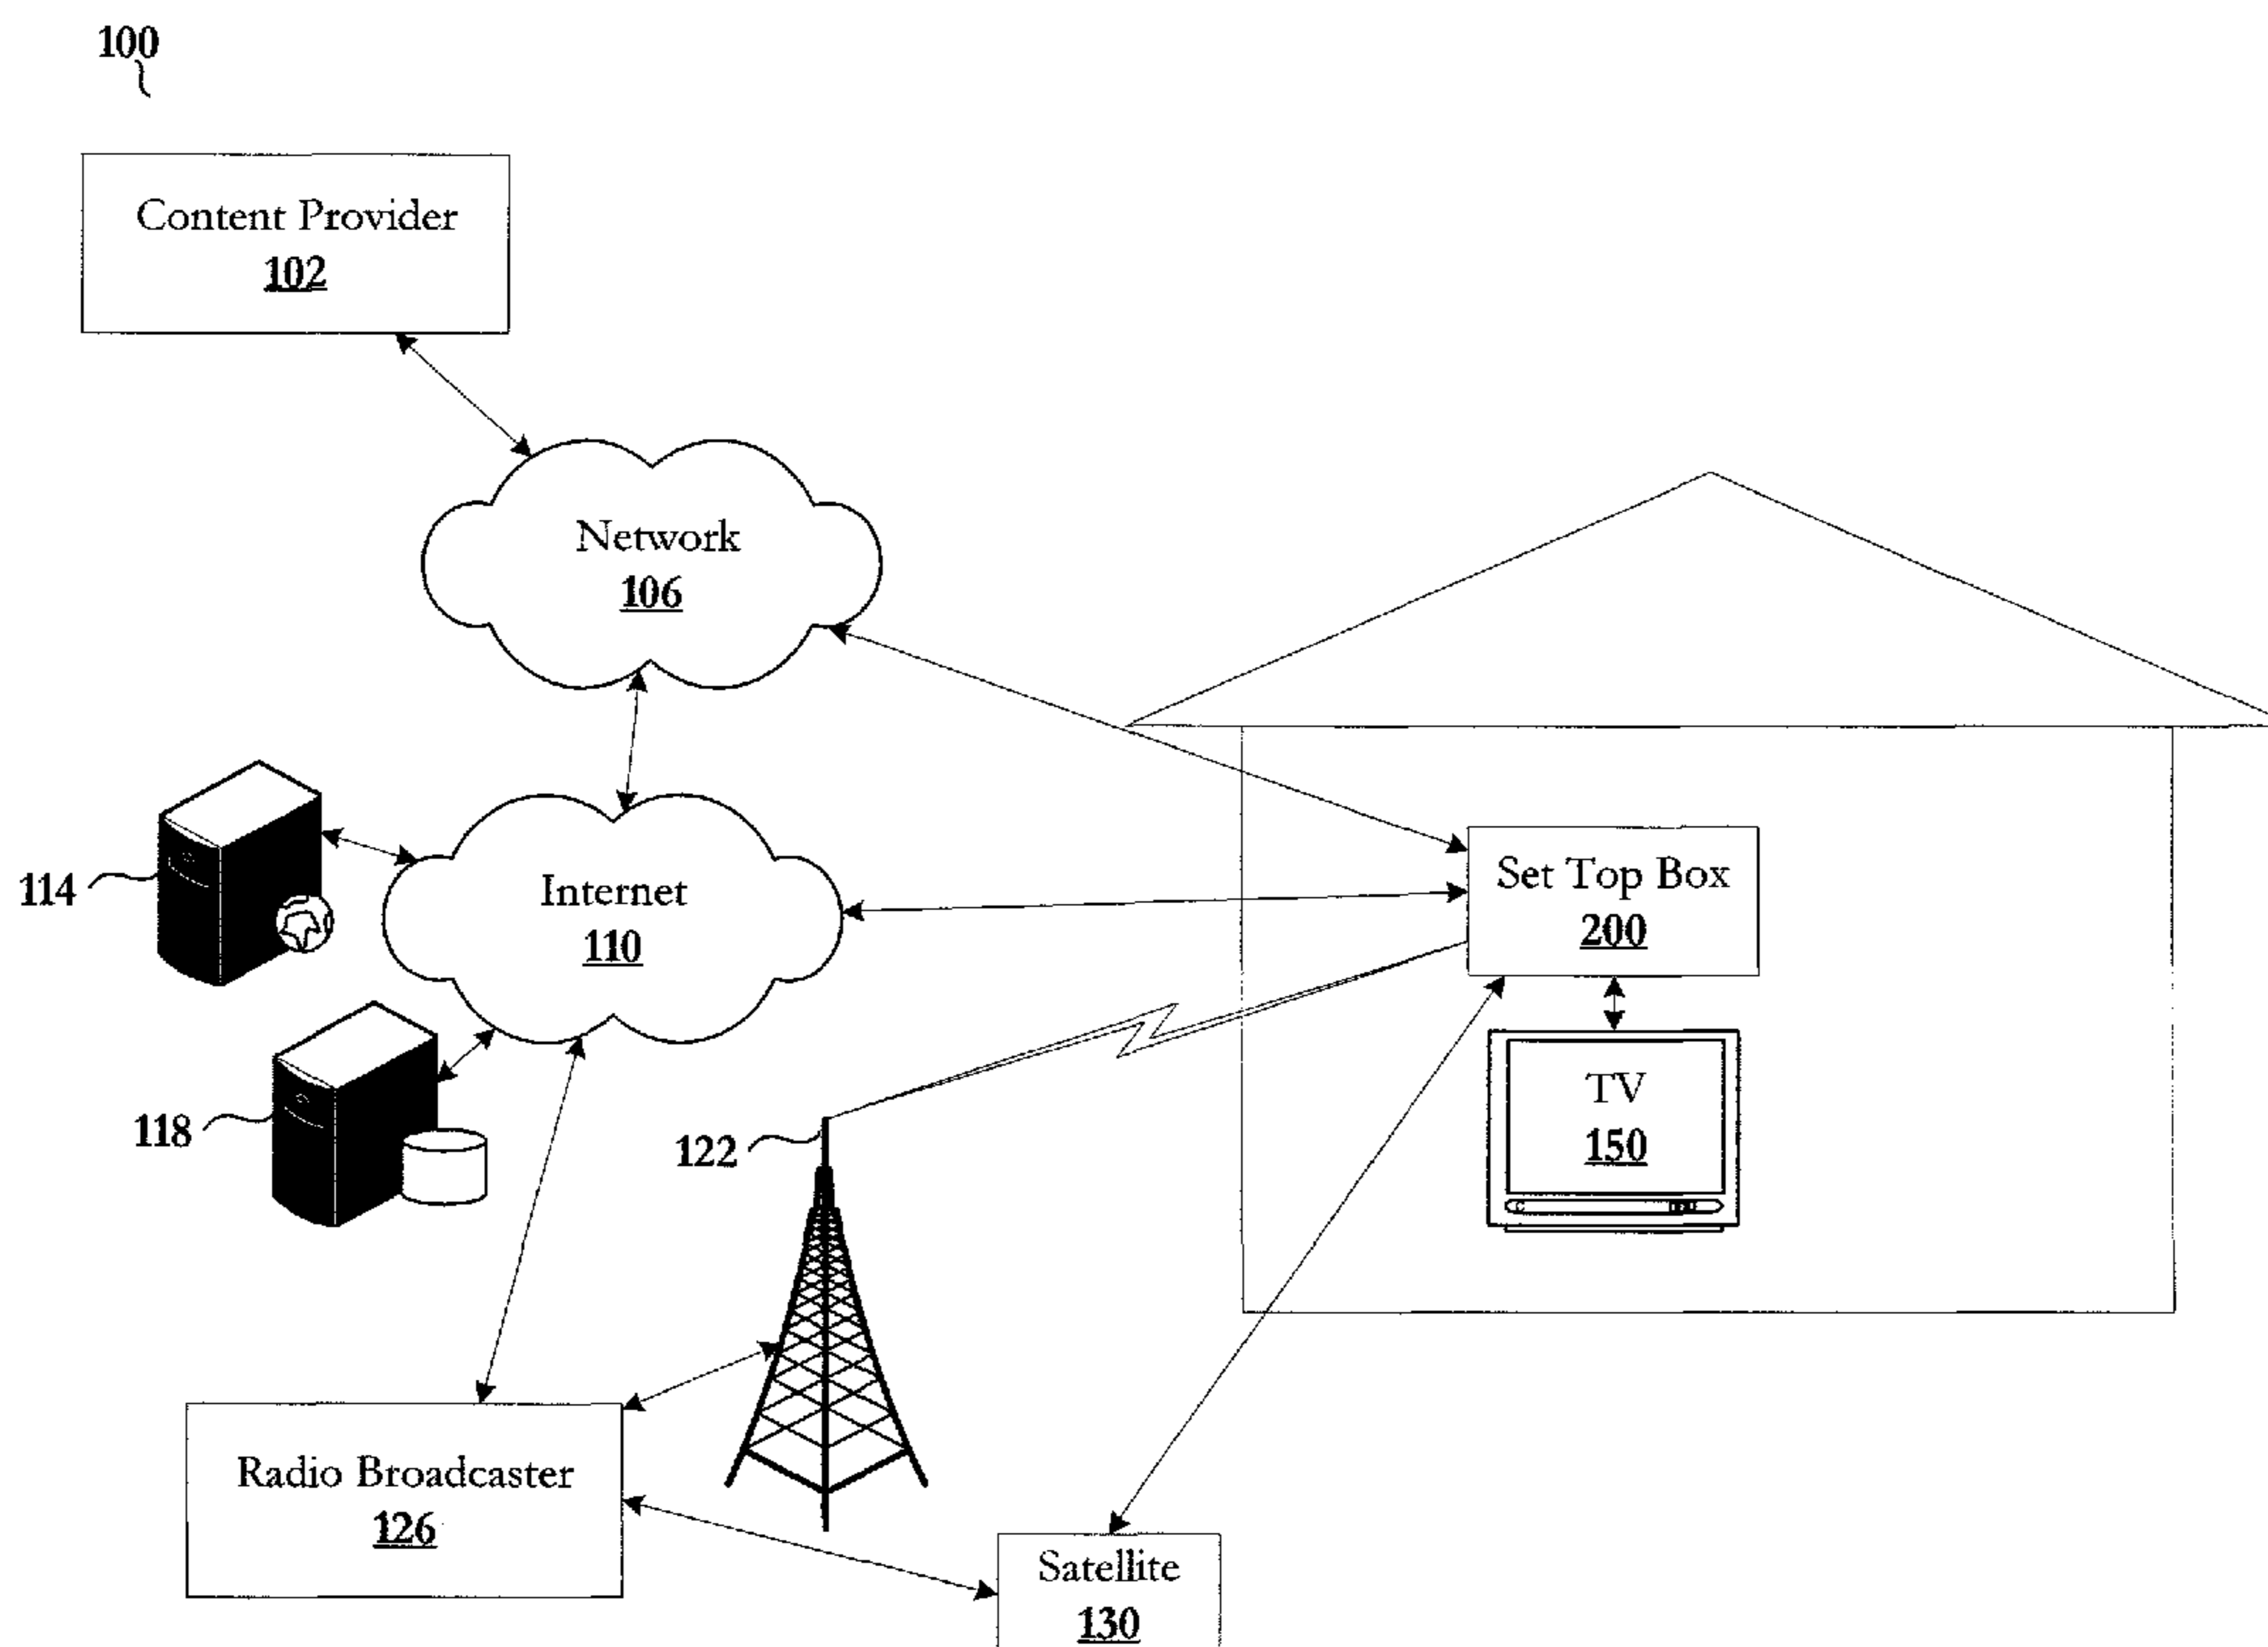 100
Content Provider
102
Network
106
114
Internet
110
Set Top Box
200
118
122
TV
150
Radio Broadcaster
126
Satellite
130